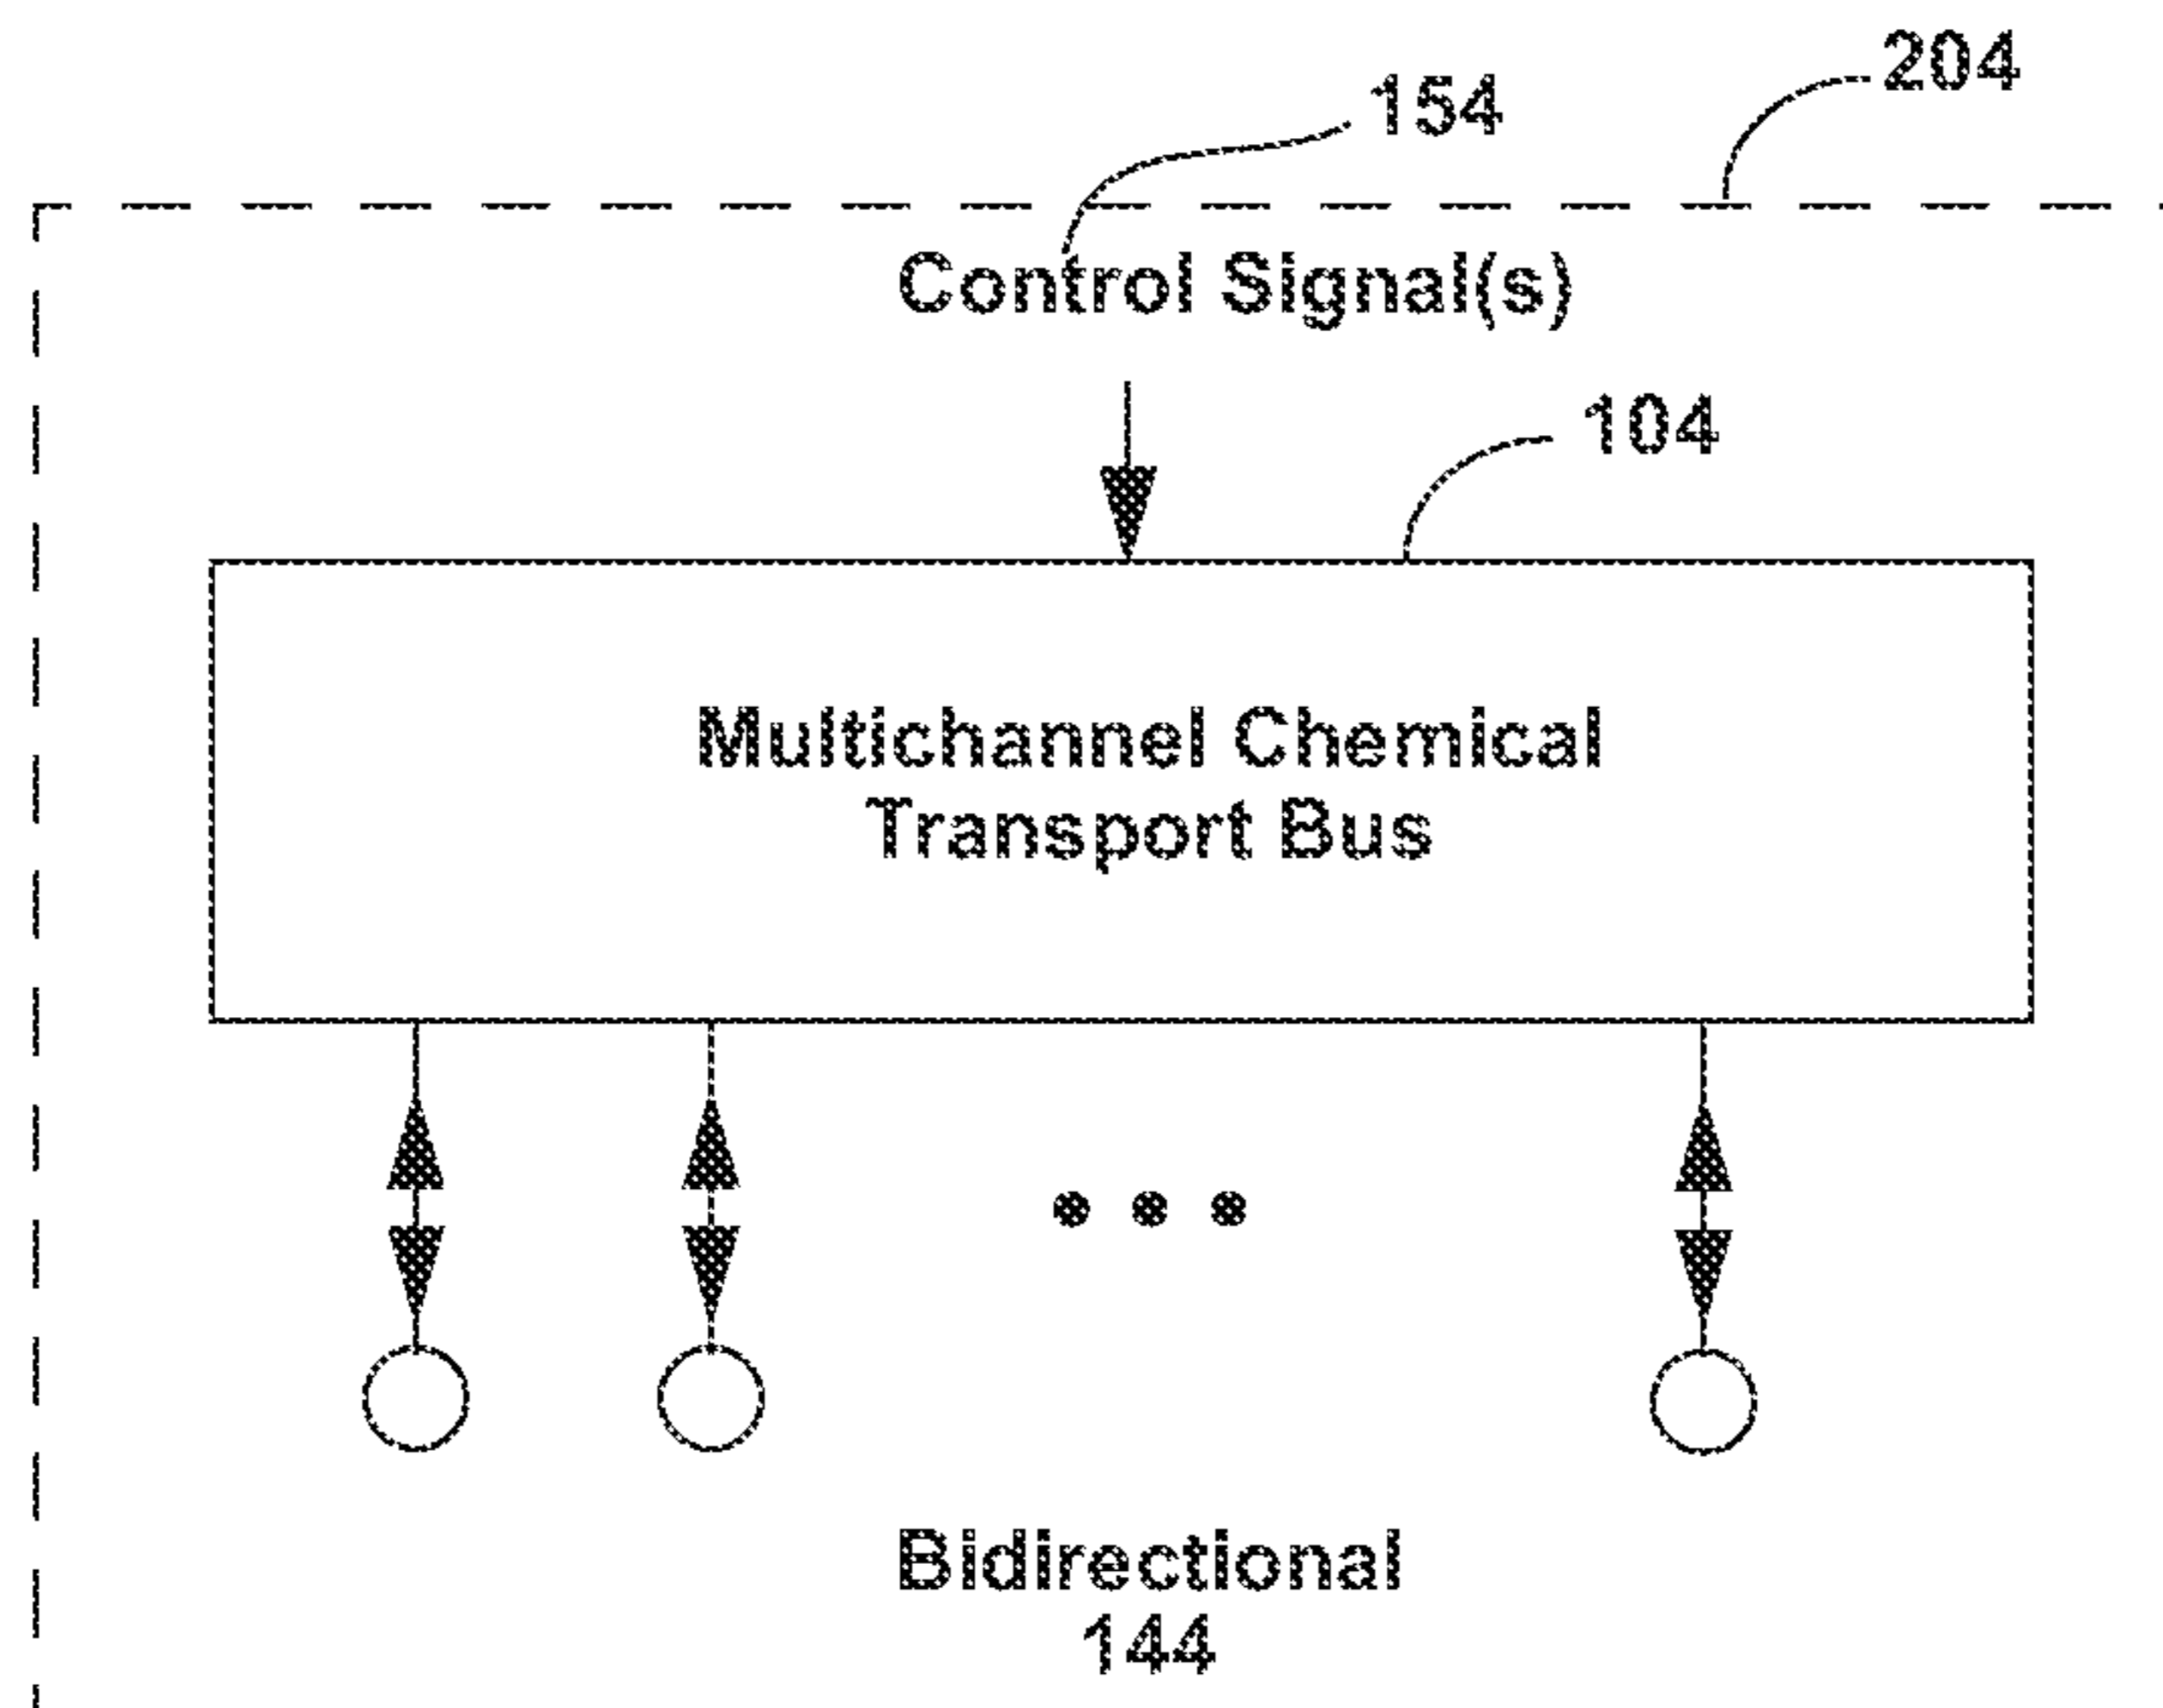 204
154
Control Signal(s)
104
Multichannel Chemical
Transport Bus
Bidirectional
144